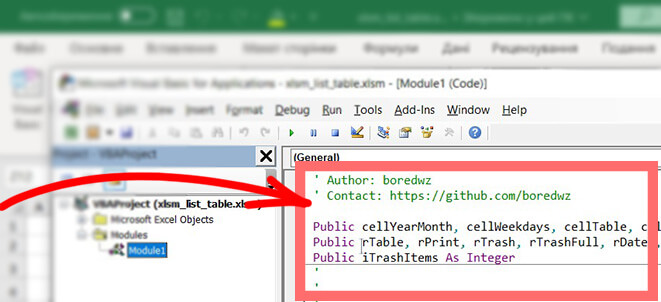 Файл Основна Вставлення Макет сторінки Формули Дані Рецензування Подання
Visual
Basic
Microsoft Visual Basic for Applications - xlsm_list_table.xlsm - [Module1 (Code)]
File Edit View Insert Format Debug Run Tools Add-Ins Window Help
Project - VBAProject
(General)
VBAProject (xlsm_list_table.xlsm)
Microsoft Excel Objects
Modules
Module1
' Author: boredwz
' Contact: https://github.com/boredwz
Public cellYearMonth, cellWeekdays, cellTable,
Public rTable, rPrint, rTrash, rTrashFull, rDate
Public iTrashItems As Integer
'
'